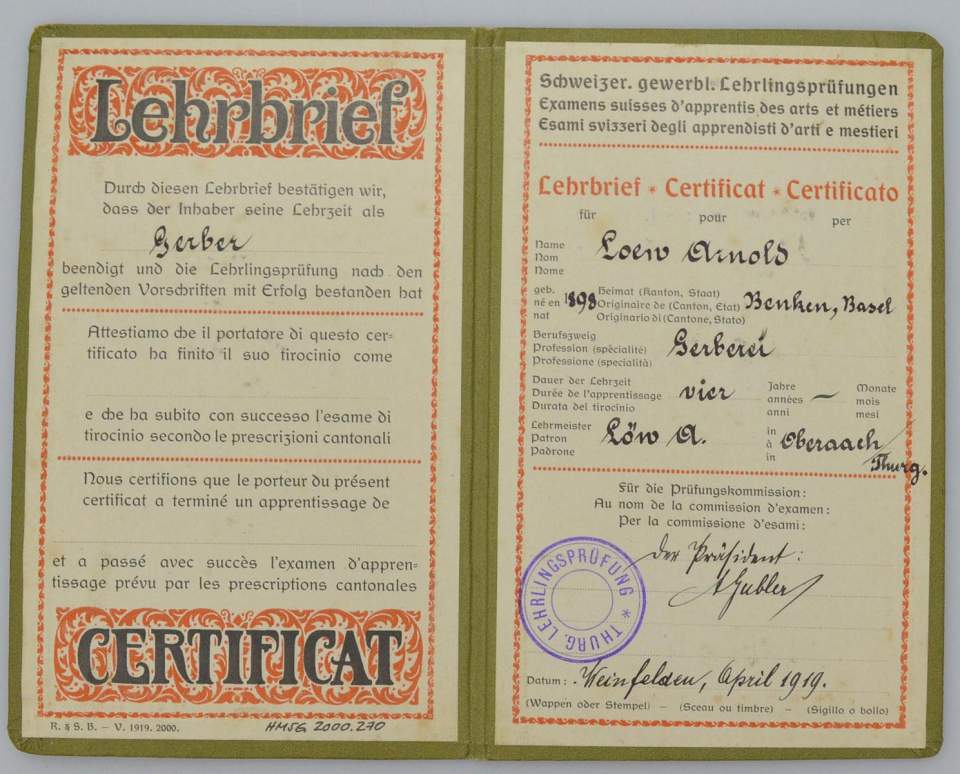 Lehrbrief
Durch diesen Lehrbrief bestätigen wir,
dass der Inhaber seine Lehrzeit als
Gerber
beendigt und die Lehrlingsprüfung nach den
geltenden Vorschriften mit Erfolg bestanden hat
Attestiamo che il portatore di questo cer-
tificato ha finito il suo tirocinio come
e che ha subito con successo l'esame di
tirocinio secondo le prescrizioni cantonali
Nous certifions que le porteur du présent
certificat a terminé un apprentissage de
et a passé avec succès l'examen d'appren-
tissage prévu par les prescriptions cantonales
CERTIFICAT
R. & S. B. – V. 1919. 2000.
HMSG 2000.270
Schweizer. gewerbl. Lehrlingsprüfungen
Examens suisses d'apprentis des arts et métiers
Esami svizzeri degli apprendisti d'arti e mestieri
Lehrbrief * Certificat * Certificato
für pour per
Name
Nom
Nome
Loew Arnold
geb.
né en
nat
1898
Heimat (Kanton, Staat)
Originaire de (Canton, Etat)
Originario di (Cantone, Stato)
Benken, Basel
Berufszweig
Profession (spécialité)
Professione (specialità)
Gerberei
Dauer der Lehrzeit
Durée de l'apprentissage
Durata del tirocinio
vier
Jahre
années
anni
—
Monate
mois
mesi
Lehrmeister
Patron
Padrone
Löw A.
in
à
in
Oberaach
Thurg.
Für die Prüfungskommission:
Au nom de la commission d'examen:
Per la commissione d'esami:
Der Präsident:
A Gubler
THURG. LEHRLINGSPRÜFUNG *
Datum: Weinfelden, April 1919.
(Wappen oder Stempel) – (Sceau ou timbre) – (Sigillo o bollo)